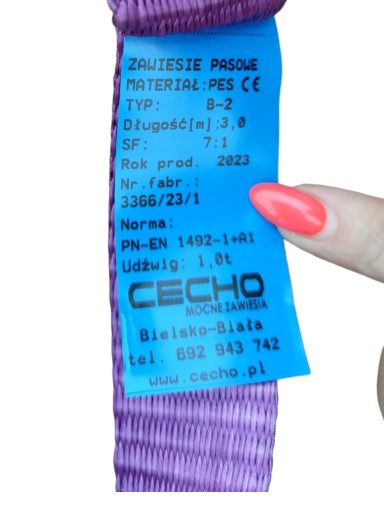 ZAWIESIE PASOWE
MATERIAŁ:PES CE
TYP: B-2
Długość[m]:3,0
SF: 7:1
Rok prod. 2023
Nr.fabr.:
3366/23/1
Norma:
PN-EN 1492-1+A1
Udźwig: 1,0t
CECHO
MOCNE ZAWIESIA
Bielsko-Biała
tel. 692 943 742
www.cecho.pl